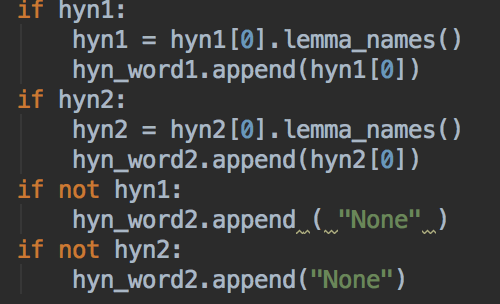 if hyn1:
    hyn1 = hyn1[0].lemma_names()
    hyn_word1.append(hyn1[0])
if hyn2:
    hyn2 = hyn2[0].lemma_names()
    hyn_word2.append(hyn2[0])
if not hyn1:
    hyn_word2.append ( "None" )
if not hyn2:
    hyn_word2.append("None")